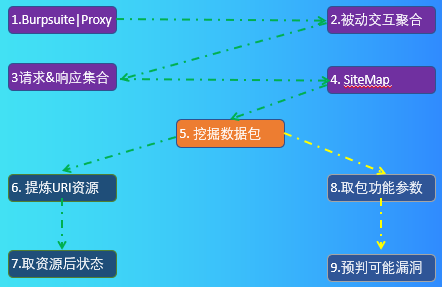 1.Burpsuite|Proxy
2.被动交互聚合
3请求&响应集合
4. SiteMap
5. 挖掘数据包
6. 提炼URI资源
8.取包功能参数
7.取资源后状态
9.预判可能漏洞